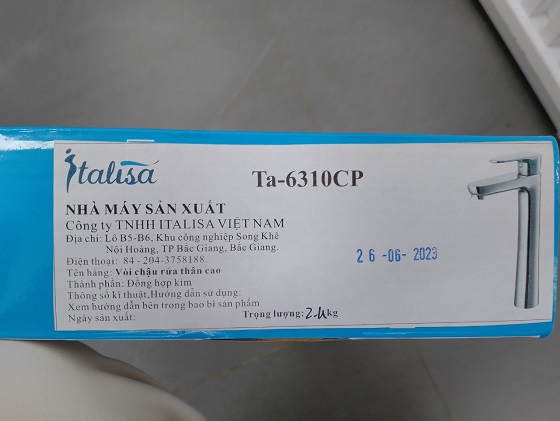 italisa
Ta-6310CP
NHÀ MÁY SẢN XUẤT
Công ty TNHH ITALISA VIỆT NAM
Địa chỉ: Lô B5-B6, Khu công nghiệp Song Khê
Nội Hoàng, TP Bắc Giang, Bắc Giang.
Điện thoại: 84 - 204-3758188.
Tên hàng: Vòi chậu rửa thân cao
Thành phần: Đồng hợp kim
Thông số kĩ thuật,Hướng dẫn sử dụng:
Xem hướng dẫn bên trong bao bì sản phẩm
Ngày sản xuất:
Trọng lượng: 2.4kg
26-06-2023